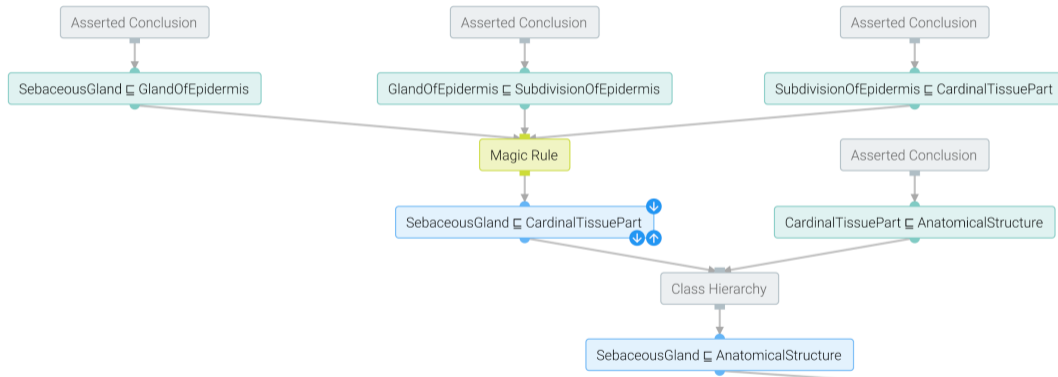 Asserted Conclusion
Asserted Conclusion
Asserted Conclusion
SebaceousGland ⊑ GlandOfEpidermis
GlandOfEpidermis ⊑ SubdivisionOfEpidermis
SubdivisionOfEpidermis ⊑ CardinalTissuePart
Magic Rule
Asserted Conclusion
SebaceousGland ⊑ CardinalTissuePart
CardinalTissuePart ⊑ AnatomicalStructure
Class Hierarchy
SebaceousGland ⊑ AnatomicalStructure